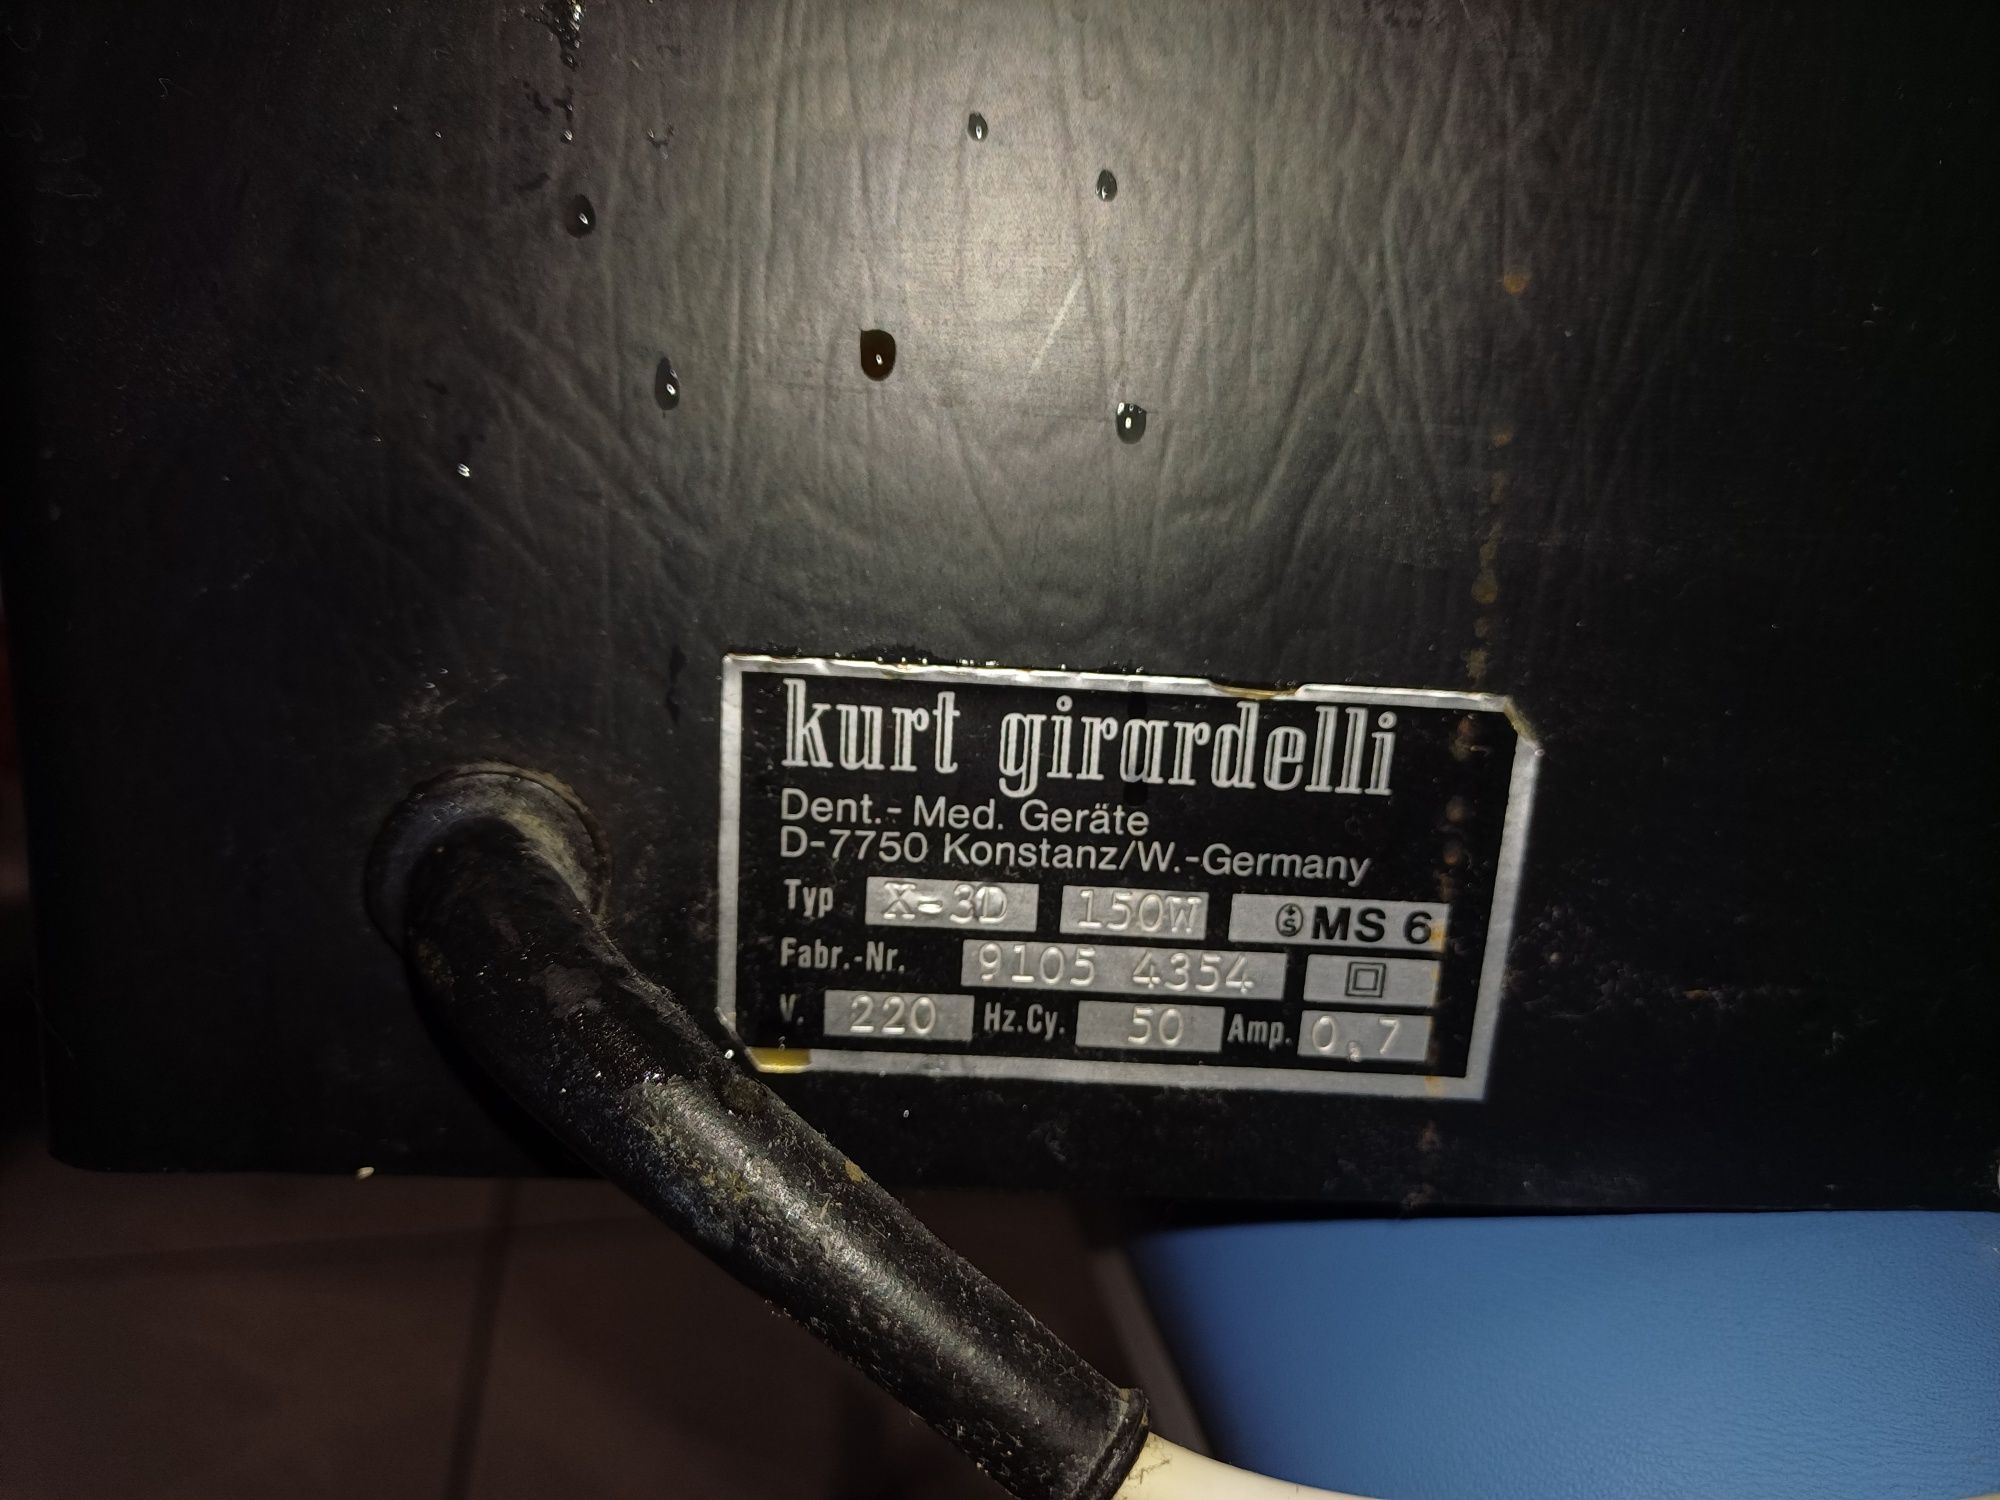 kurt girardelli
Dent.- Med. Geräte
D-7750 Konstanz/W.-Germany
Typ X-3D 150W MS 6
Fabr.-Nr. 9105 4354
V. 220 Hz.Cy. 50 Amp. 0,7